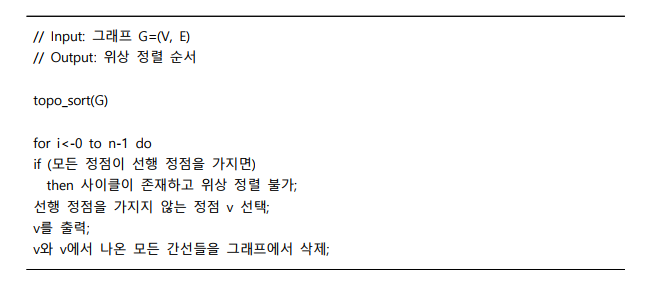 // Input: 그래프 G=(V, E)
// Output: 위상 정렬 순서
topo_sort(G)
for i<-0 to n-1 do
if (모든 정점이 선행 정점을 가지면)
then 사이클이 존재하고 위상 정렬 불가;
선행 정점을 가지지 않는 정점 v 선택;
v를 출력;
v와 v에서 나온 모든 간선들을 그래프에서 삭제;